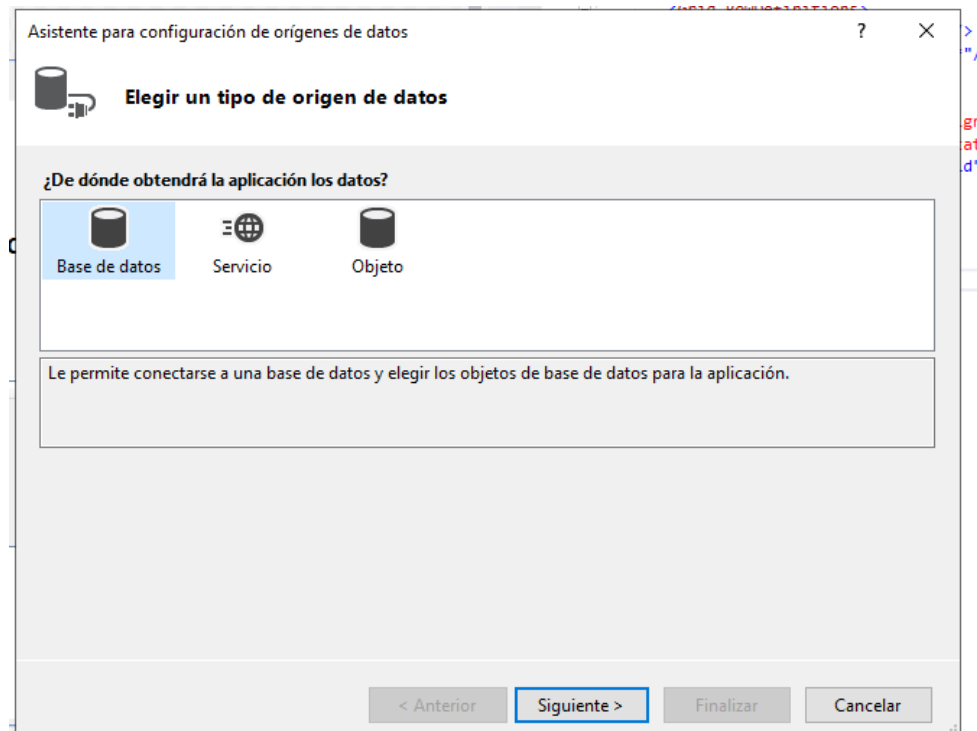 Asistente para configuración de orígenes de datos ?
Elegir un tipo de origen de datos
¿De dónde obtendrá la aplicación los datos?
Base de datos Servicio Objeto
Le permite conectarse a una base de datos y elegir los objetos de base de datos para la aplicación.
< Anterior Siguiente > Finalizar Cancelar